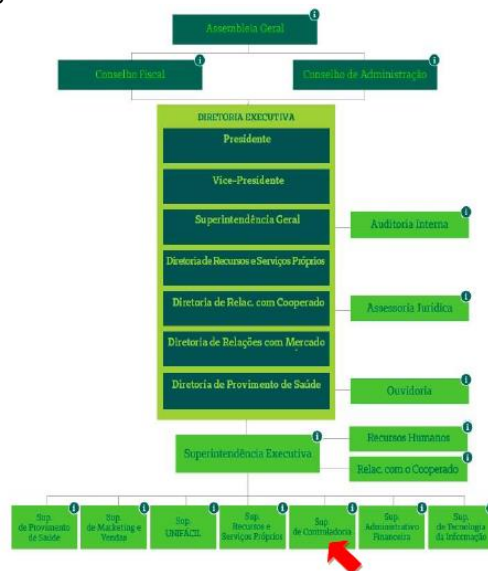 Assembleia Geral
Conselho Fiscal
Conselho de Administração
DIRETORIA EXECUTIVA
Presidente
Vice-Presidente
Superintendência Geral
Auditoria Interna
Diretoria de Recursos e Serviços Próprios
Diretoria de Relac. com Cooperado
Assessoria Jurídica
Diretoria de Relações com Mercado
Diretoria de Provimento de Saúde
Ouvidoria
Superintendência Executiva
Recursos Humanos
Relac. com o Cooperado
Sup.
de Provimento
de Saúde
Sup.
de Marketing e
Vendas
Sup.
UNIFÁCIL
Sup.
Recursos e
Serviços Próprios
Sup.
de Controladoria
Sup.
Administrativo
Financeira
Sup.
de Tecnologia
da Informação